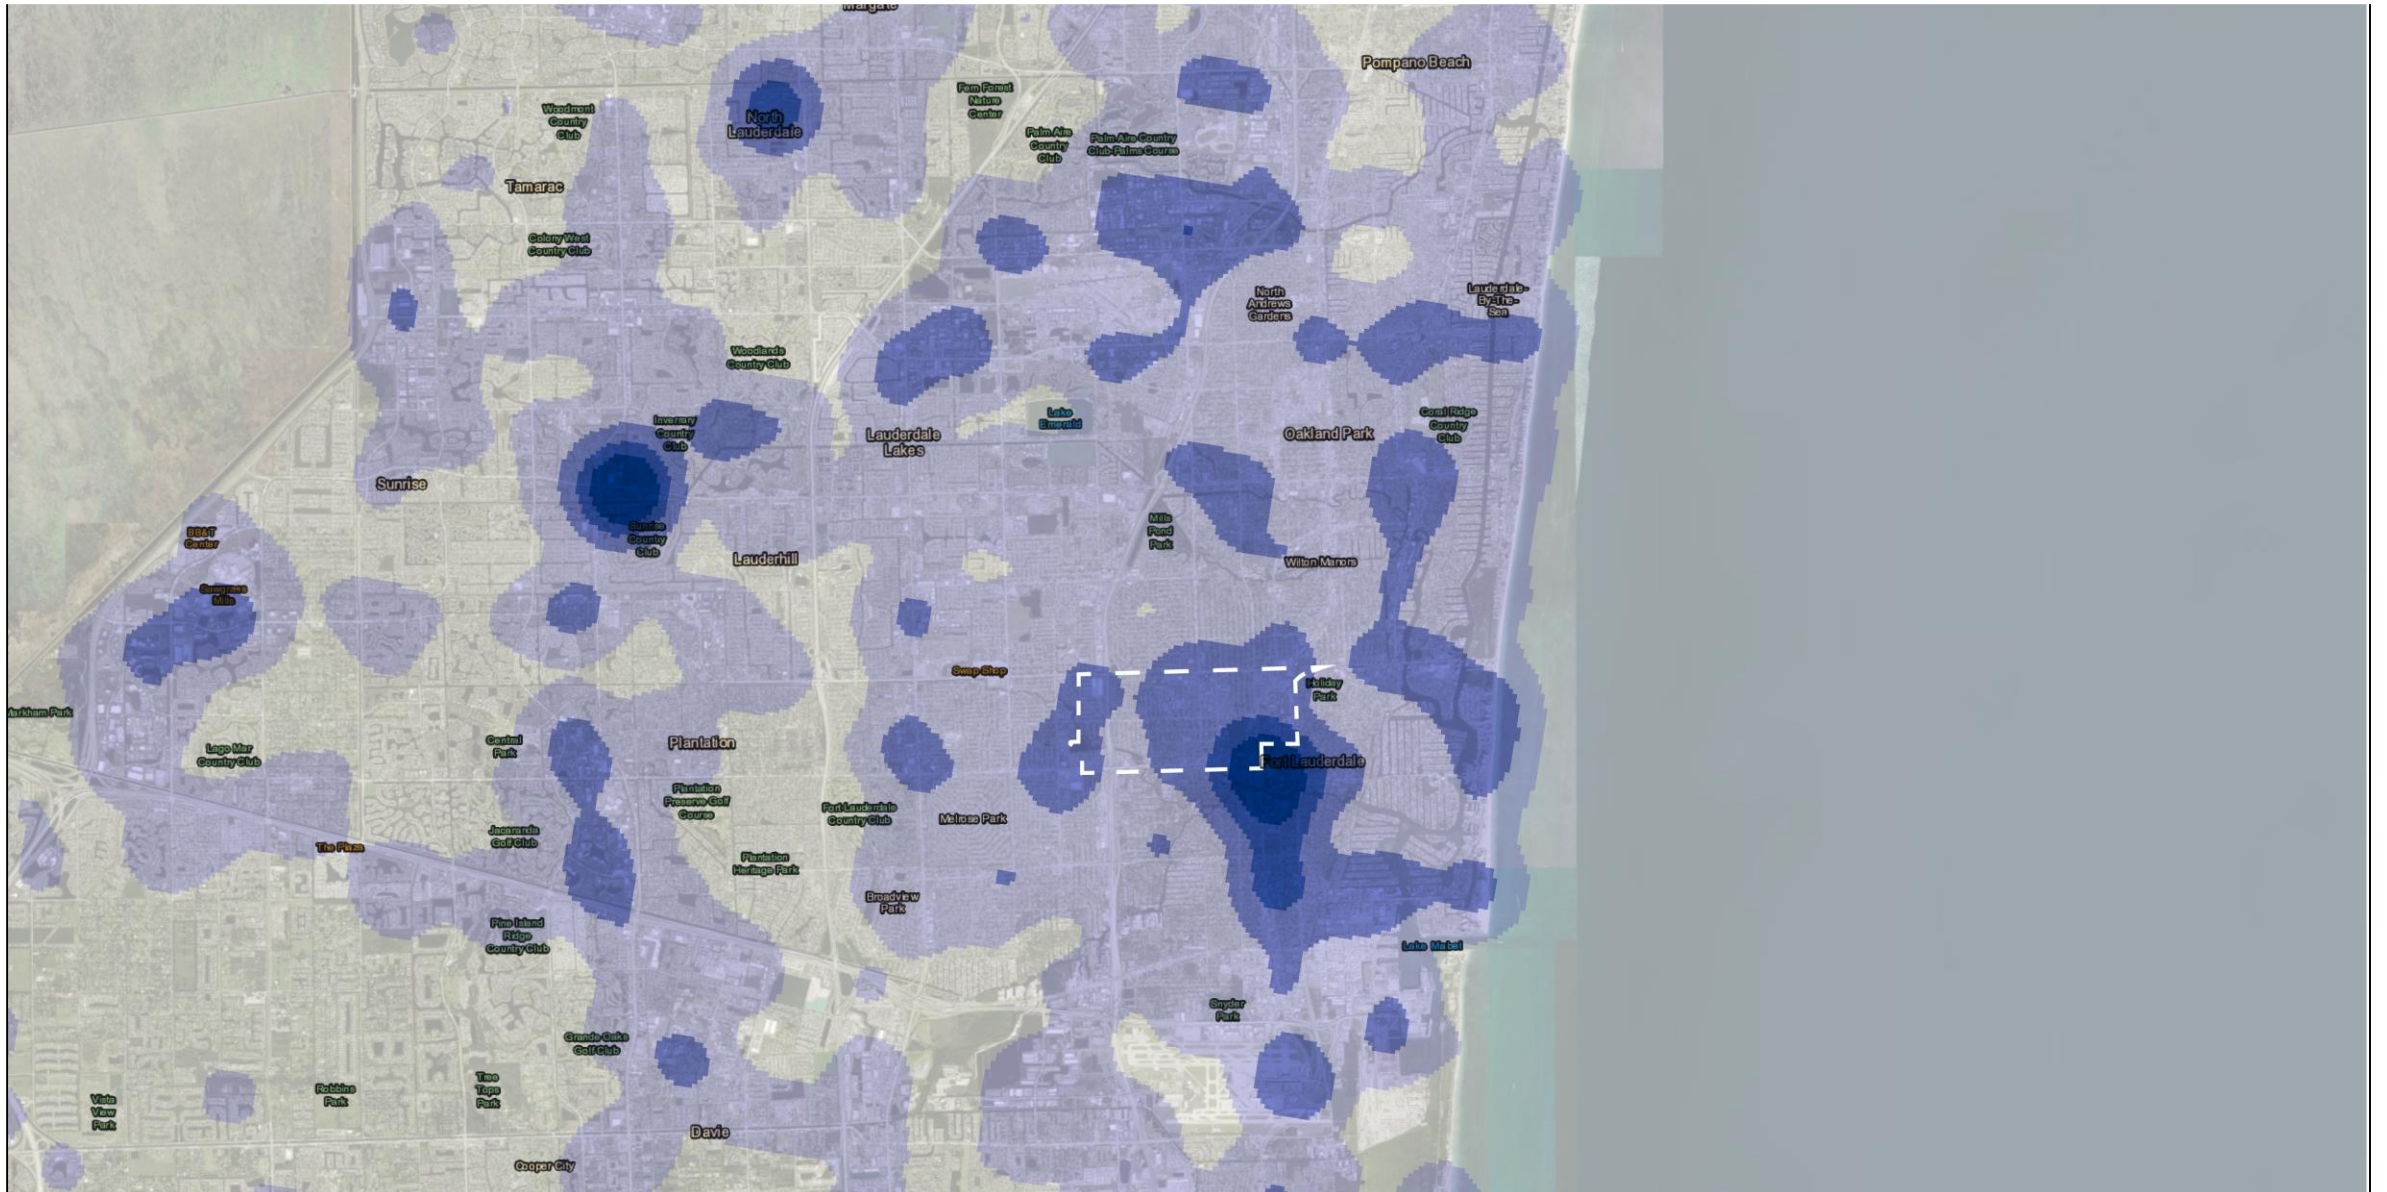 Margate
Pompano Beach
Woodmont
Country
Club
Fern Forest
Nature
Center
North
Lauderdale
Palm Aire
Country
Club
Palm Aire Country
Club-Palms Course
Tamarac
Colony West
Country Club
North
Andrews
Gardens
Lauderdale-
By-The-
Sea
Woodlands
Country Club
Inverrary
Country
Club
Lake
Emerald
Coral Ridge
Country
Club
Lauderdale
Lakes
Oakland Park
Sunrise
BB&T
Center
Sunrise
Country
Club
Mills
Pond
Park
Lauderhill
Wilton Manors
Sawgrass
Mills
Swap Shop
Holiday
Park
Markham Park
Lago Mar
Country Club
Central
Park
Plantation
Fort Lauderdale
Plantation
Preserve Golf
Course
Fort Lauderdale
Country Club
Melrose Park
Jacaranda
Golf Club
The Plaza
Plantation
Heritage Park
Broadview
Park
Pine Island
Ridge
Country Club
Lake Mabel
Snyder
Park
Grande Oaks
Golf Club
Vista
View
Park
Robbins
Park
Tree
Tops
Park
Davie
Cooper City